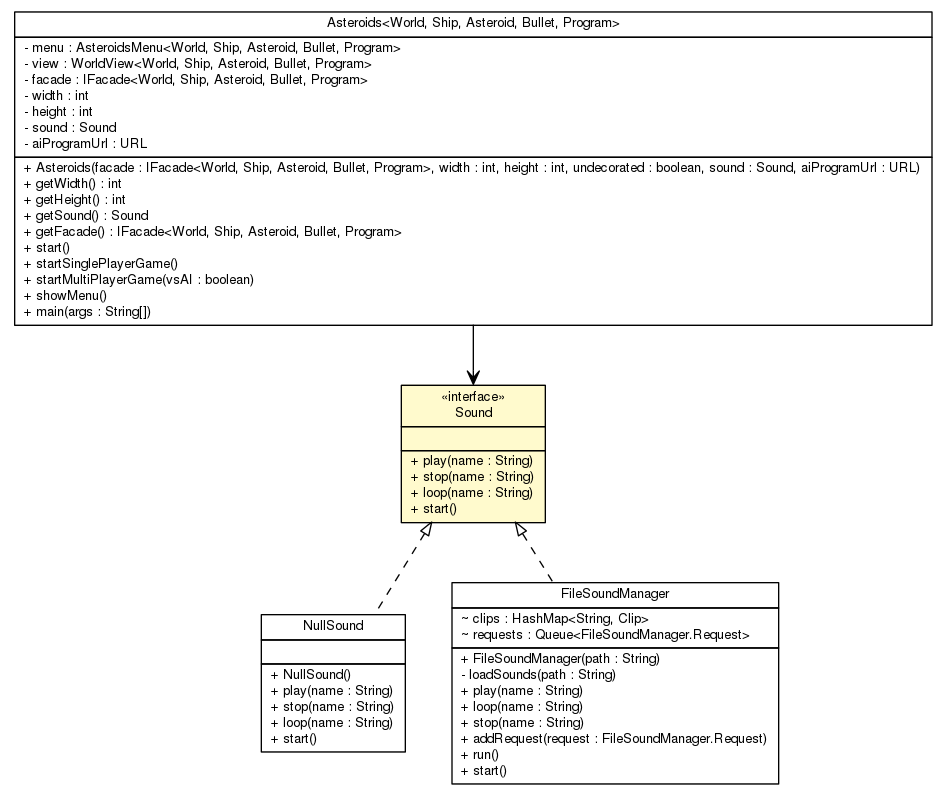 Asteroids<World, Ship, Asteroid, Bullet, Program>
- menu : AsteroidsMenu<World, Ship, Asteroid, Bullet, Program>
- view : WorldView<World, Ship, Asteroid, Bullet, Program>
- facade : IFacade<World, Ship, Asteroid, Bullet, Program>
- width : int
- height : int
- sound : Sound
- aiProgramUrl : URL
+ Asteroids(facade : IFacade<World, Ship, Asteroid, Bullet, Program>, width : int, height : int, undecorated : boolean, sound : Sound, aiProgramUrl : URL)
+ getWidth() : int
+ getHeight() : int
+ getSound() : Sound
+ getFacade() : IFacade<World, Ship, Asteroid, Bullet, Program>
+ start()
+ startSinglePlayerGame()
+ startMultiPlayerGame(vsAI : boolean)
+ showMenu()
+ main(args : String[])
«interface»
Sound
+ play(name : String)
+ stop(name : String)
+ loop(name : String)
+ start()
NullSound
+ NullSound()
+ play(name : String)
+ stop(name : String)
+ loop(name : String)
+ start()
FileSoundManager
~ clips : HashMap<String, Clip>
~ requests : Queue<FileSoundManager.Request>
+ FileSoundManager(path : String)
- loadSounds(path : String)
+ play(name : String)
+ loop(name : String)
+ stop(name : String)
+ addRequest(request : FileSoundManager.Request)
+ run()
+ start()